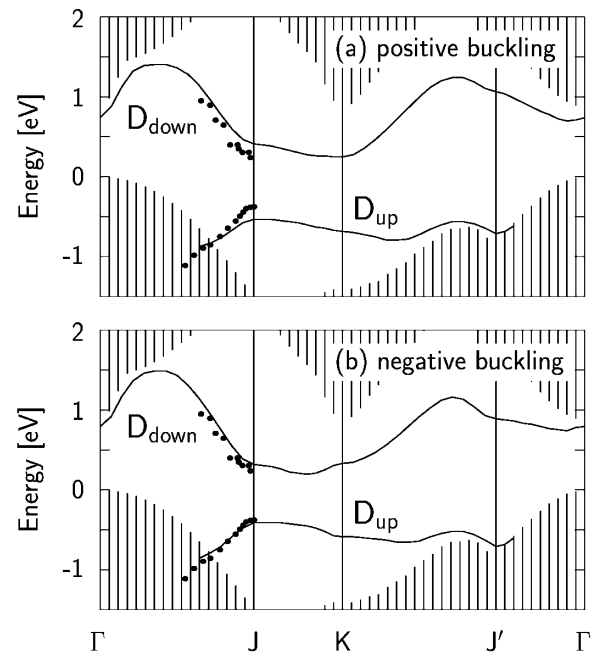 2
(a) positive buckling
1
D_down
0
D_up
-1
Energy [eV]
2
(b) negative buckling
1
D_down
0
D_up
-1
Energy [eV]
Γ J K J′ Γ